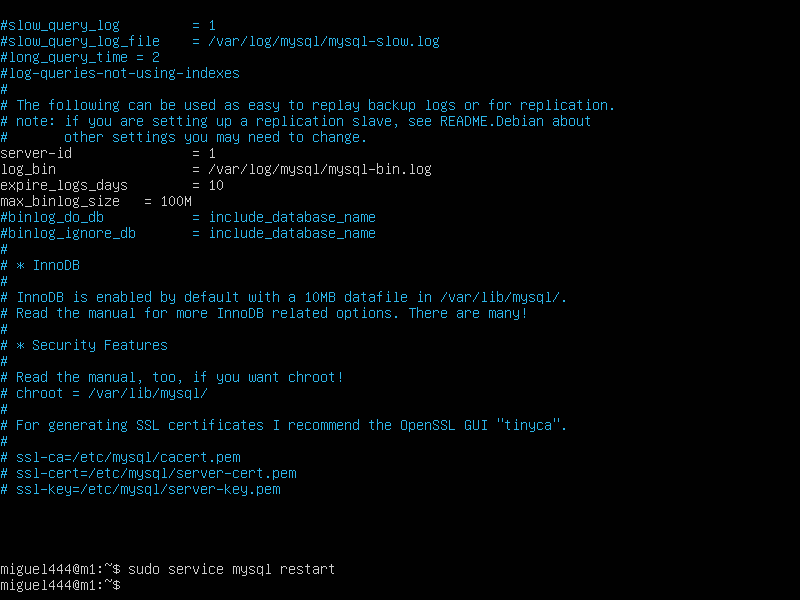 #slow_query_log         = 1
#slow_query_log_file    = /var/log/mysql/mysql-slow.log
#long_query_time = 2
#log-queries-not-using-indexes
#
# The following can be used as easy to replay backup logs or for replication.
# note: if you are setting up a replication slave, see README.Debian about
#       other settings you may need to change.
server-id               = 1
log_bin                 = /var/log/mysql/mysql-bin.log
expire_logs_days        = 10
max_binlog_size   = 100M
#binlog_do_db           = include_database_name
#binlog_ignore_db       = include_database_name
#
# * InnoDB
#
# InnoDB is enabled by default with a 10MB datafile in /var/lib/mysql/.
# Read the manual for more InnoDB related options. There are many!
#
# * Security Features
#
# Read the manual, too, if you want chroot!
# chroot = /var/lib/mysql/
#
# For generating SSL certificates I recommend the OpenSSL GUI "tinyca".
#
# ssl-ca=/etc/mysql/cacert.pem
# ssl-cert=/etc/mysql/server-cert.pem
# ssl-key=/etc/mysql/server-key.pem
miguel444@m1:~$ sudo service mysql restart
miguel444@m1:~$